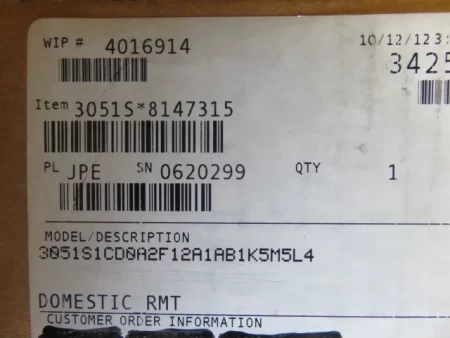 WIP # 4016914 10/12/12 3:
3425
Item 3051S*8147315
PL JPE SN 0620299 QTY 1
MODEL/DESCRIPTION
3051S1CD0A2F12A1AB1K5M5L4
DOMESTIC RMT
CUSTOMER ORDER INFORMATION